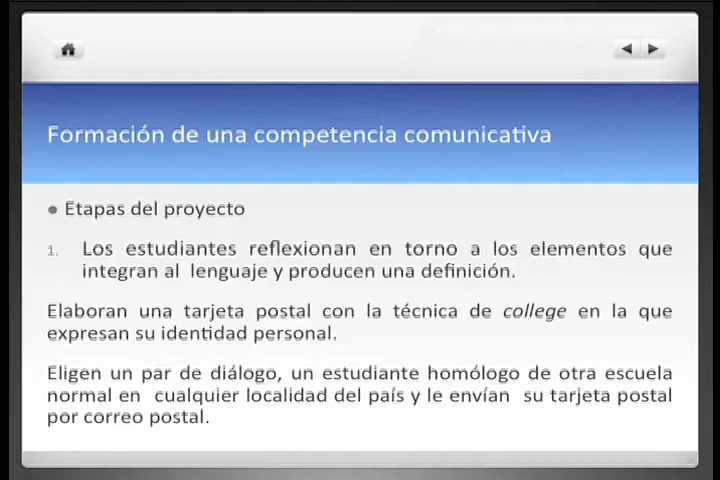 Formación de una competencia comunicativa
● Etapas del proyecto
1. Los estudiantes reflexionan en torno a los elementos que
integran al lenguaje y producen una definición.
Elaboran una tarjeta postal con la técnica de college en la que
expresan su identidad personal.
Eligen un par de diálogo, un estudiante homólogo de otra escuela
normal en cualquier localidad del país y le envían su tarjeta postal
por correo postal.